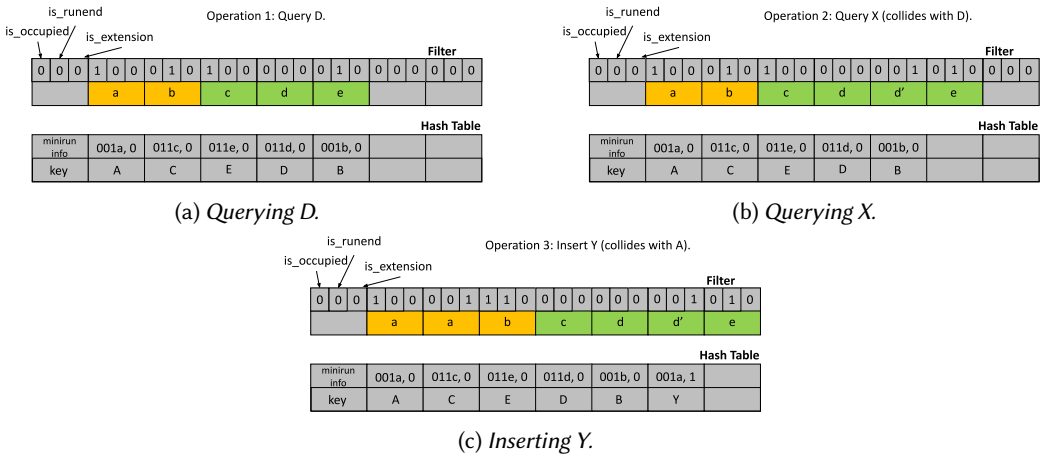 Operation 1: Query D.
is_runend
is_occupied
is_extension
Filter
0 0 0 1 0 0 0 1 0 1 0 0 0 0 0 0 1 0 0 0 0 0 0 0
a b c d e
Hash Table
minirun info 001a, 0 011c, 0 011e, 0 011d, 0 001b, 0
key A C E D B
(a) Querying D.
Operation 2: Query X (collides with D).
is_runend
is_occupied
is_extension
Filter
0 0 0 1 0 0 0 1 0 1 0 0 0 0 0 0 0 1 0 1 0 0 0 0
a b c d d' e
Hash Table
minirun info 001a, 0 011c, 0 011e, 0 011d, 0 001b, 0
key A C E D B
(b) Querying X.
Operation 3: Insert Y (collides with A).
is_runend
is_occupied
is_extension
Filter
0 0 0 1 0 0 0 0 1 1 1 0 0 0 0 0 0 0 0 0 1 0 1 0
a a b c d d' e
Hash Table
minirun info 001a, 0 011c, 0 011e, 0 011d, 0 001b, 0 001a, 1
key A C E D B Y
(c) Inserting Y.